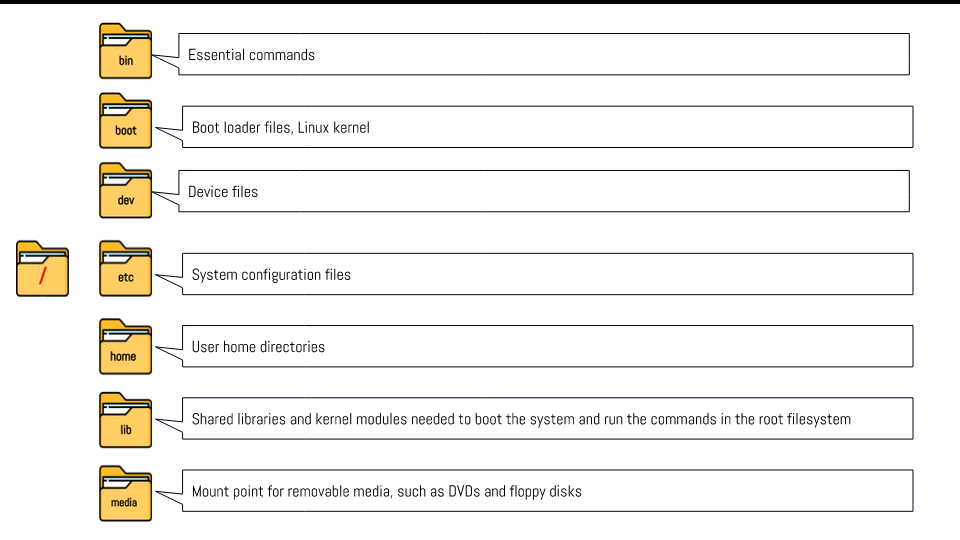 bin
Essential commands
boot
Boot loader files, Linux kernel
dev
Device files
/
etc
System configuration files
home
User home directories
lib
Shared libraries and kernel modules needed to boot the system and run the commands in the root filesystem
media
Mount point for removable media, such as DVDs and floppy disks